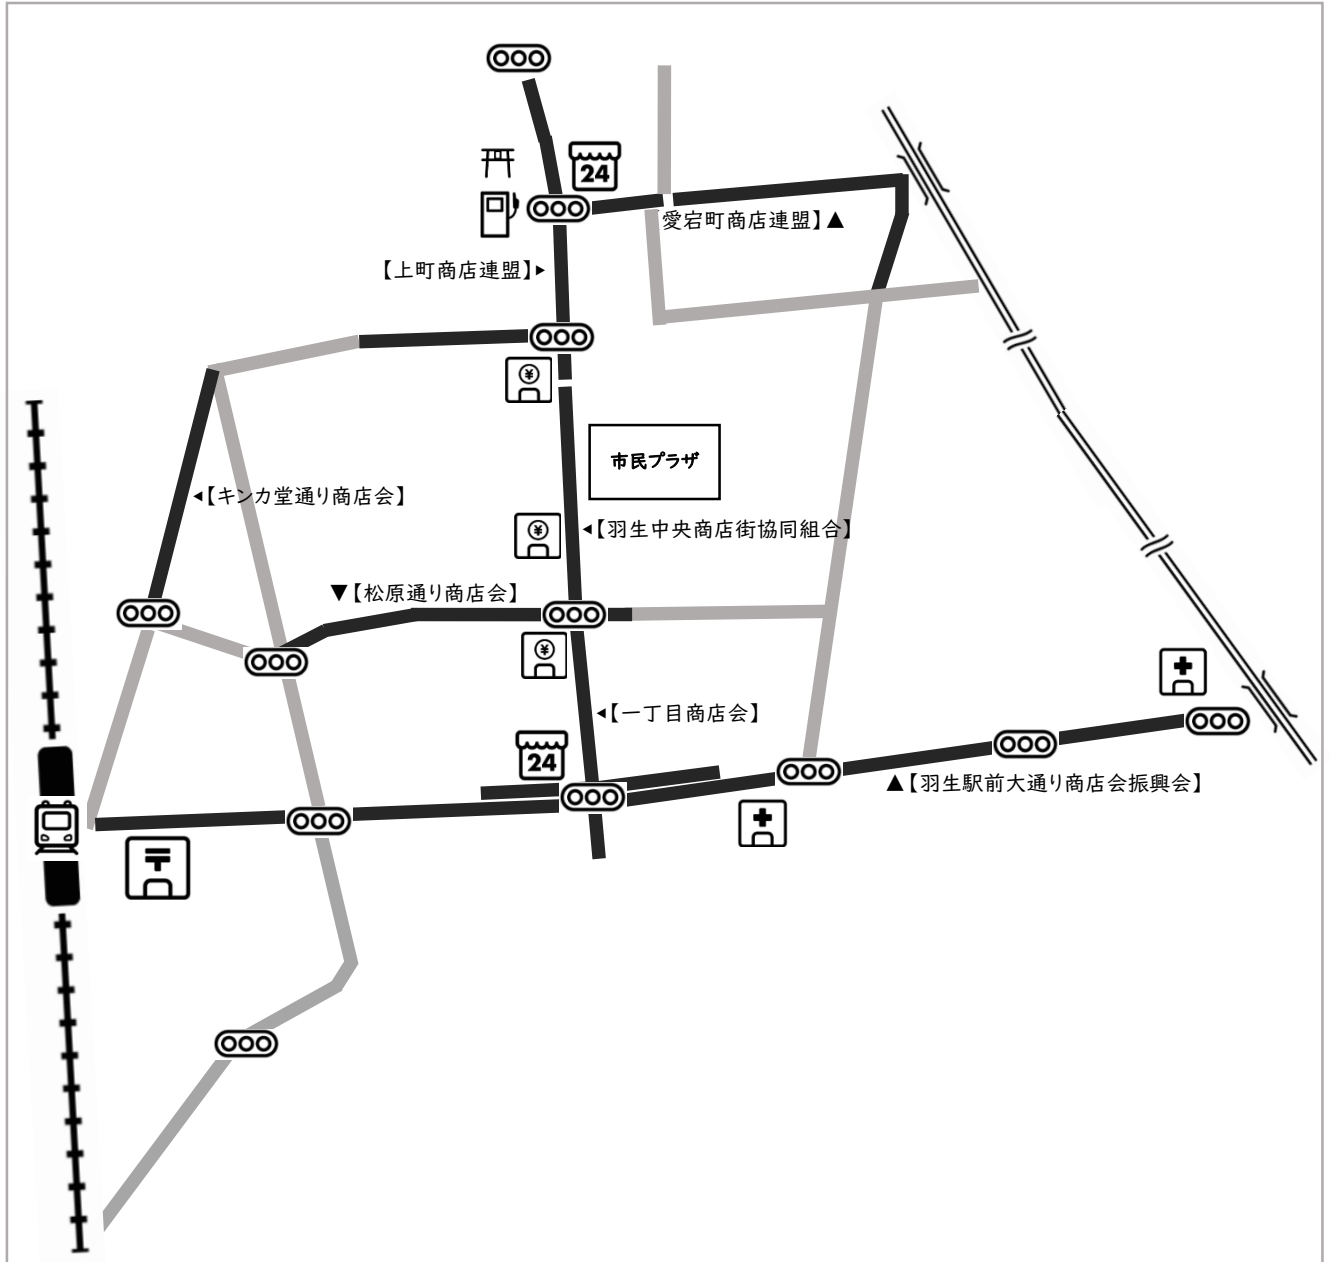 24
愛宕町商店連盟】▲
【上町商店連盟】▶
¥
市民プラザ
◀【キンカ堂通り商店会】
¥
◀【羽生中央商店街協同組合】
▼【松原通り商店会】
¥
◀【一丁目商店会】
24
▲【羽生駅前大通り商店会振興会】
〒